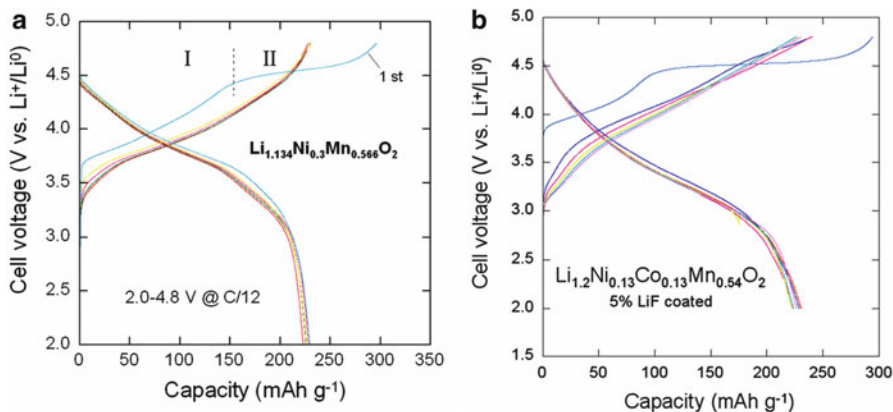 a
5.0
4.5
4.0
3.5
3.0
2.5
2.0
Cell voltage (V vs. Li⁺/Li⁰)
I
II
1 st
Li₁.₁₃₄Ni₀.₃Mn₀.₅₆₆O₂
2.0-4.8 V @ C/12
0 50 100 150 200 250 300 350
Capacity (mAh g⁻¹)
b
5.0
4.5
4.0
3.5
3.0
2.5
2.0
1.5
Cell voltage (V vs. Li⁺/Li⁰)
Li₁.₂Ni₀.₁₃Co₀.₁₃Mn₀.₅₄O₂
5% LiF coated
0 50 100 150 200 250 300
Capacity (mAh g⁻¹)